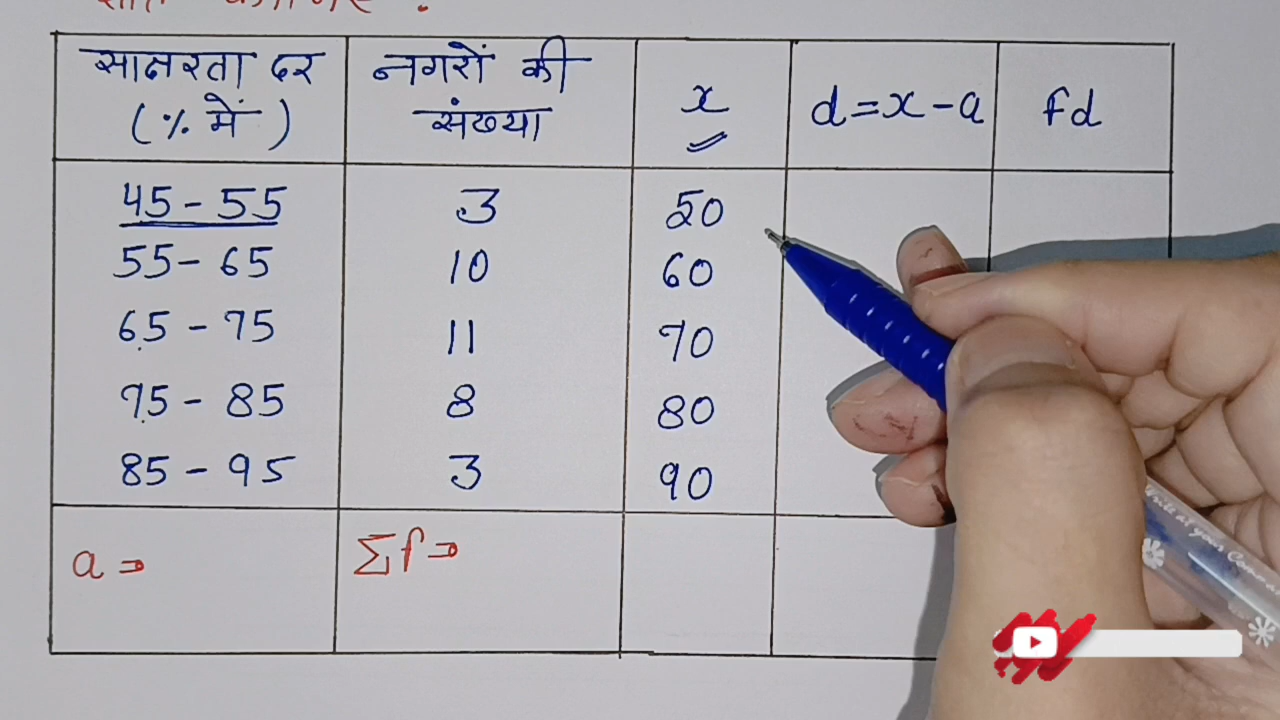 साक्षरता दर (% में) नगरों की संख्या x d=x-a fd
45-55 3 50
55-65 10 60
65-75 11 70
75-85 8 80
85-95 3 90
a = Σf =